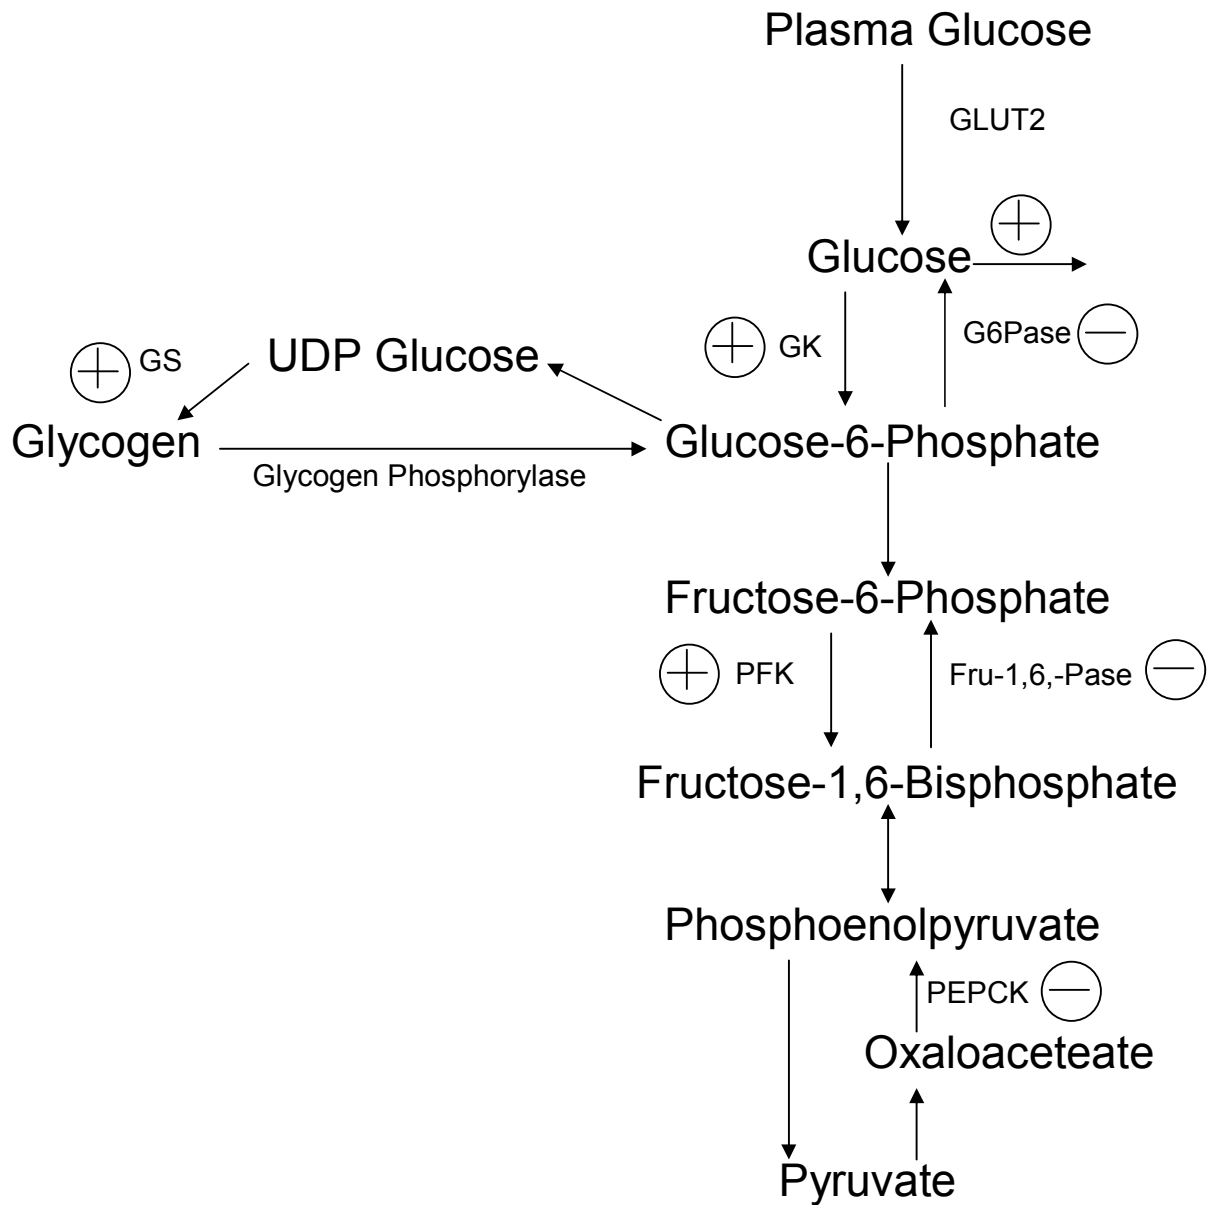 Plasma Glucose
GLUT2
Glucose
GK
G6Pase
GS
UDP Glucose
Glycogen
Glucose-6-Phosphate
Glycogen Phosphorylase
Fructose-6-Phosphate
PFK
Fru-1,6,-Pase
Fructose-1,6-Bisphosphate
Phosphoenolpyruvate
PEPCK
Oxaloaceteate
Pyruvate